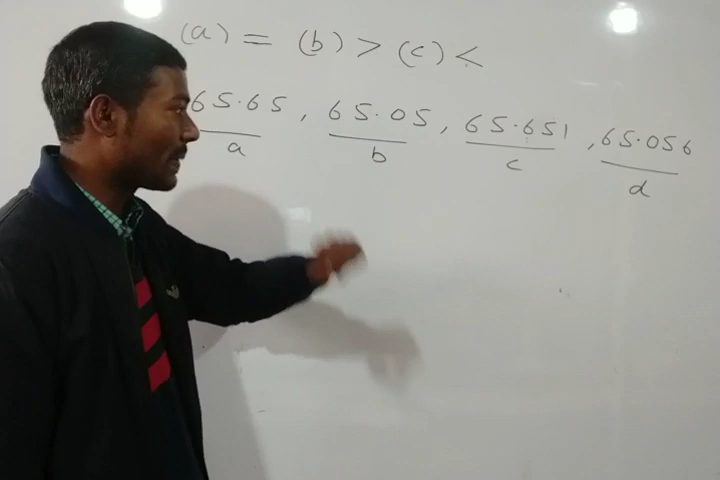 (a) = (b) > (c) <
65.65, 65.05, 65.651, 65.056
a b c d